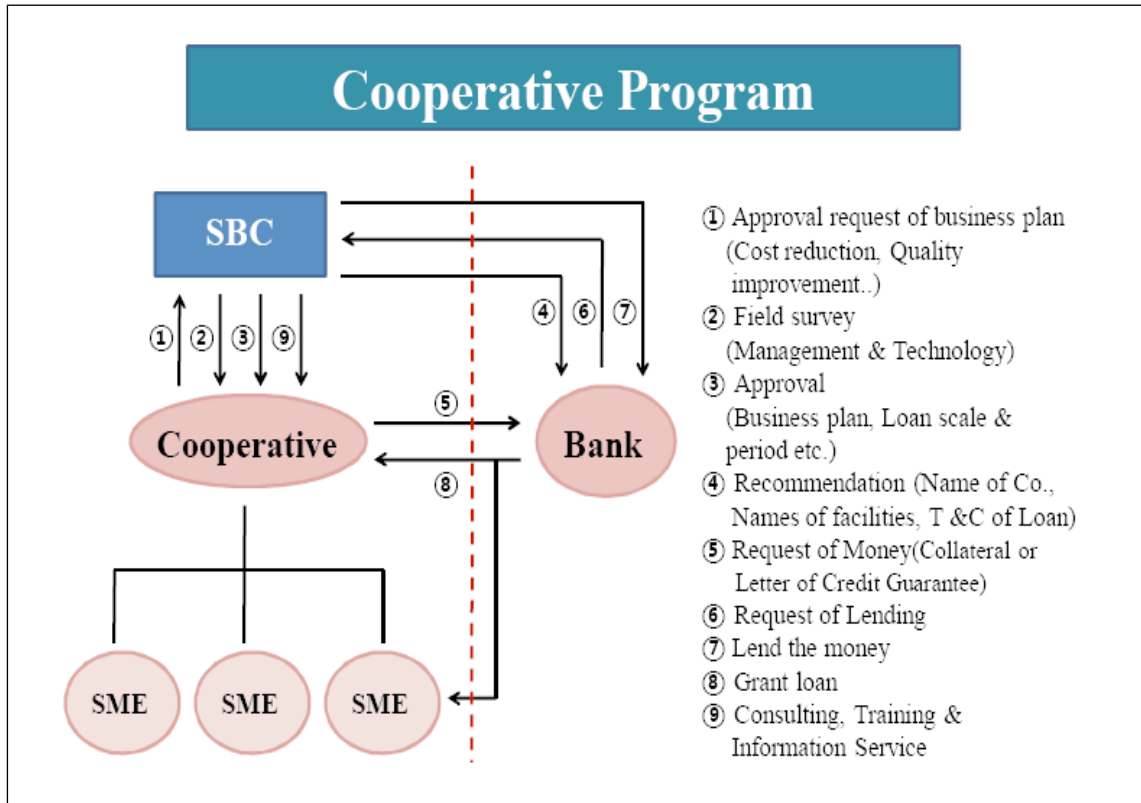 Cooperative Program
SBC
① ② ③ ⑨
④ ⑥ ⑦
⑤
Cooperative
Bank
⑧
SME SME SME
① Approval request of business plan
(Cost reduction, Quality
improvement..)
② Field survey
(Management & Technology)
③ Approval
(Business plan, Loan scale &
period etc.)
④ Recommendation (Name of Co.,
Names of facilities, T &C of Loan)
⑤ Request of Money(Collateral or
Letter of Credit Guarantee)
⑥ Request of Lending
⑦ Lend the money
⑧ Grant loan
⑨ Consulting, Training &
Information Service